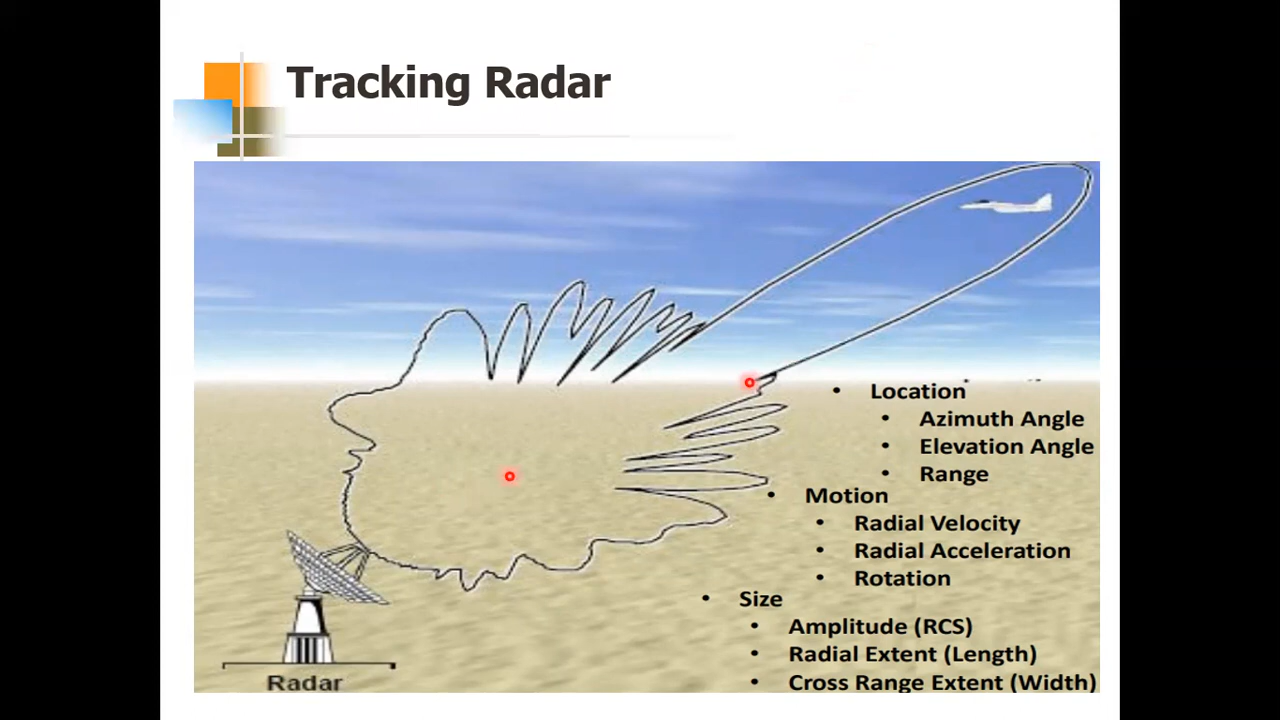 Tracking Radar
• Location
• Azimuth Angle
• Elevation Angle
• Range
• Motion
• Radial Velocity
• Radial Acceleration
• Rotation
• Size
• Amplitude (RCS)
• Radial Extent (Length)
• Cross Range Extent (Width)
Radar